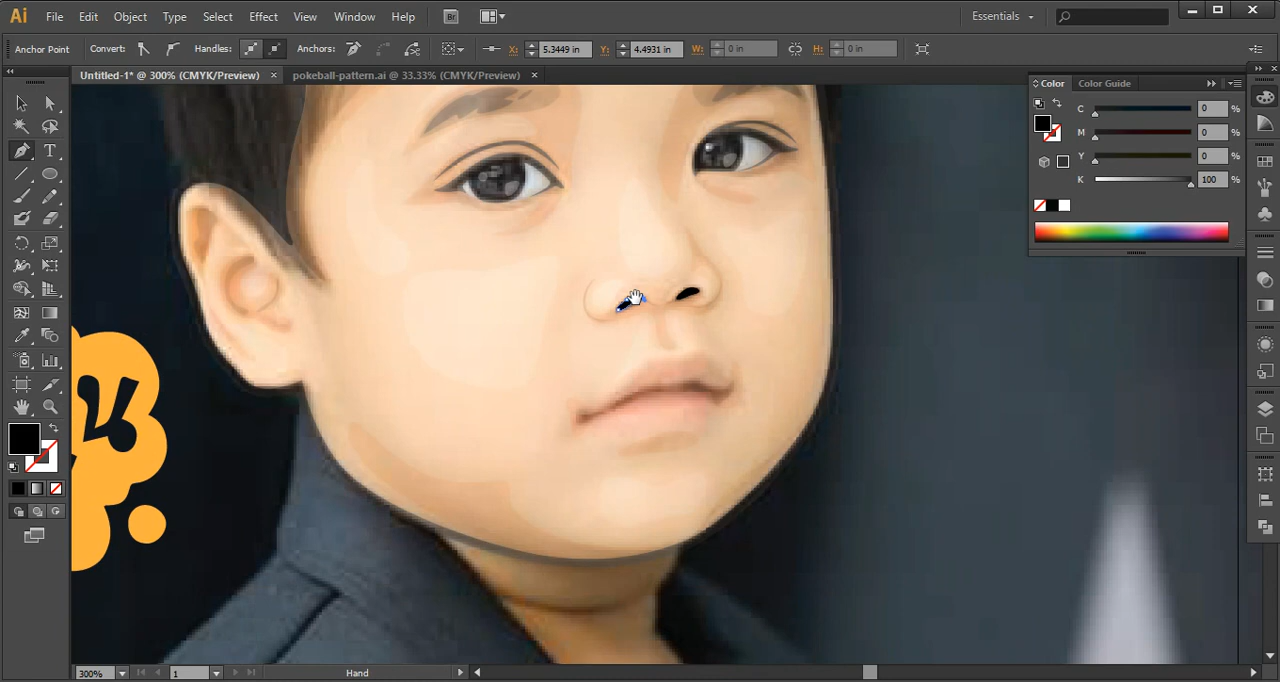 Ai File Edit Object Type Select Effect View Window Help Br Essentials
Anchor Point Convert: Handles: Anchors: X: 5.3449 in Y: 4.4931 in W: 0 in H: 0 in
Untitled-1* @ 300% (CMYK/Preview) × pokeball-pattern.ai @ 33.33% (CMYK/Preview) ×
Color Color Guide
C 0 %
M 0 %
Y 0 %
K 100 %
T
300% 1 Hand